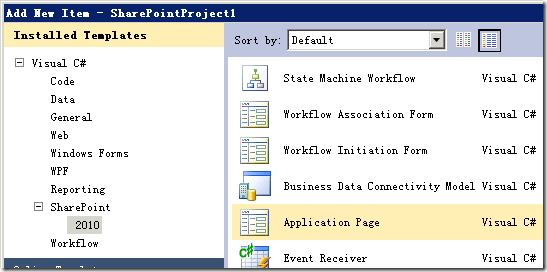 Add New Item - SharePointProject1
Installed Templates
Visual C#
Code
Data
General
Web
Windows Forms
WPF
Reporting
SharePoint
2010
Workflow
Sort by: Default
State Machine Workflow Visual C#
Workflow Association Form Visual C#
Workflow Initiation Form Visual C#
Business Data Connectivity Model Visual C#
Application Page Visual C#
C# Event Receiver Visual C#